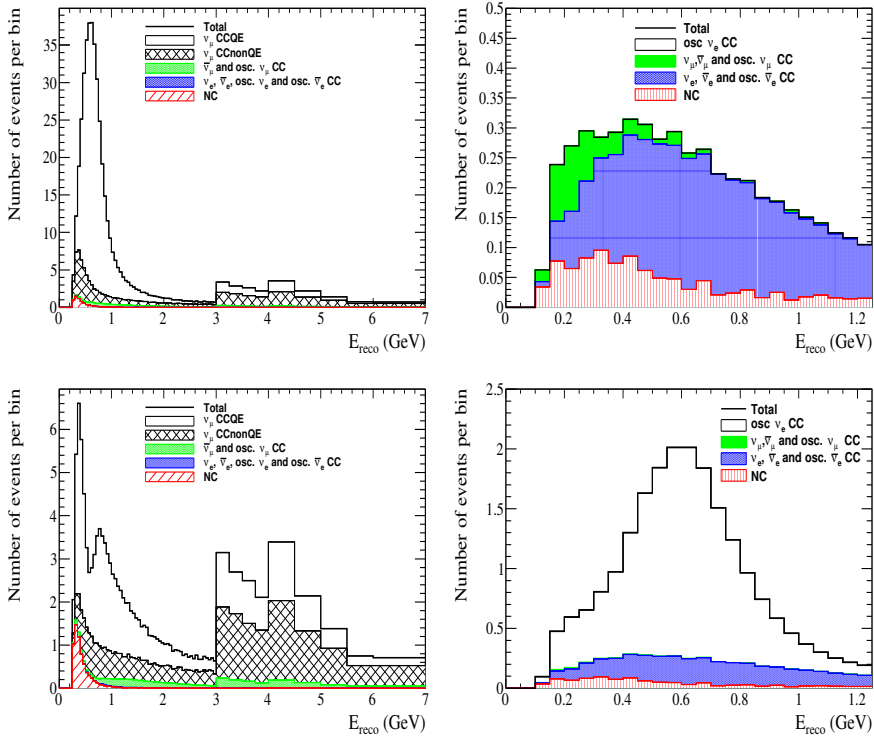 Number of events per bin
35
30
25
20
15
10
5
0
0 1 2 3 4 5 6 7
E_reco (GeV)
Total
ν_μ CCQE
ν_μ CCnonQE
ν̅_μ and osc. ν_μ CC
ν_e, ν̅_e, osc. ν_e and osc. ν̅_e CC
NC
Number of events per bin
0.5
0.45
0.4
0.35
0.3
0.25
0.2
0.15
0.1
0.05
0
0 0.2 0.4 0.6 0.8 1 1.2
E_reco (GeV)
Total
osc ν_e CC
ν_μ,ν̅_μ and osc. ν_μ CC
ν_e, ν̅_e and osc. ν̅_e CC
NC
Number of events per bin
6
5
4
3
2
1
0
0 1 2 3 4 5 6 7
E_reco (GeV)
Total
ν_μ CCQE
ν_μ CCnonQE
ν̅_μ and osc. ν_μ CC
ν_e, ν̅_e, osc. ν_e and osc. ν̅_e CC
NC
Number of events per bin
2.5
2
1.5
1
0.5
0
0 0.2 0.4 0.6 0.8 1 1.2
E_reco (GeV)
Total
osc ν_e CC
ν_μ,ν̅_μ and osc. ν_μ CC
ν_e, ν̅_e and osc. ν̅_e CC
NC